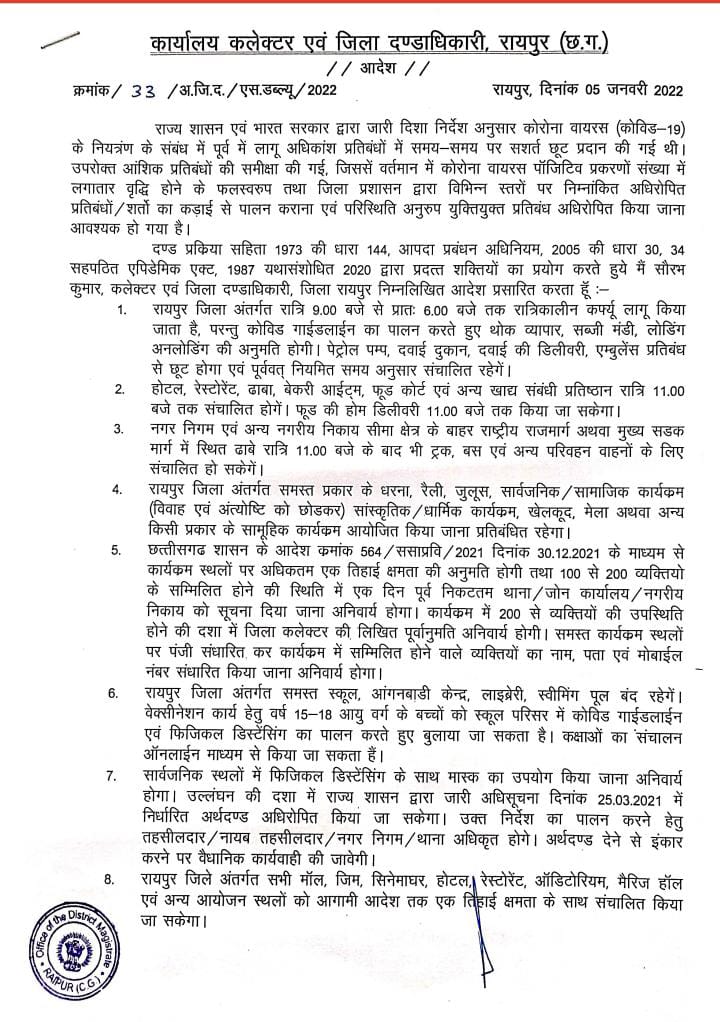 कार्यालय कलेक्टर एवं जिला दण्डाधिकारी, रायपुर (छ.ग.)
// आदेश //
क्रमांक/ 33 /अ.जि.द./एस.डब्ल्यू/2022 रायपुर, दिनांक 05 जनवरी 2022
राज्य शासन एवं भारत सरकार द्वारा जारी दिशा निर्देश अनुसार कोरोना वायरस (कोविड–19)
के नियत्रंण के संबंध में पूर्व में लागू अधिकांश प्रतिबंधों में समय–समय पर सशर्त छूट प्रदान की गई थी।
उपरोक्त आंशिक प्रतिबंधों की समीक्षा की गई, जिससें वर्तमान में कोरोना वायरस पॉजिटिव प्रकरणों संख्या में
लगातार वृद्धि होने के फलस्वरुप तथा जिला प्रशासन द्वारा विभिन्न स्तरों पर निम्नांकित अधिरोपित
प्रतिबंधों/शर्तो का कड़ाई से पालन कराना एवं परिस्थिति अनुरुप युक्तियुक्त प्रतिबंध अधिरोपित किया जाना
आवश्यक हो गया है।
दण्ड प्रकिया सहिता 1973 की धारा 144, आपदा प्रबंधन अधिनियम, 2005 की धारा 30, 34
सहपठित एपिडेमिक एक्ट, 1987 यथासंशोधित 2020 द्वारा प्रदत्त शक्तियों का प्रयोग करते हुये मैं सौरभ
कुमार, कलेक्टर एवं जिला दण्डाधिकारी, जिला रायपुर निम्नलिखित आदेश प्रसारित करता हूँ :–
1. रायपुर जिला अंतर्गत रात्रि 9.00 बजे से प्रातः 6.00 बजे तक रात्रिकालीन कर्फ्यू लागू किया
जाता है, परन्तु कोविड गाईडलाईन का पालन करते हुए थोक व्यापार, सब्जी मंडी, लोडिंग
अनलोडिंग की अनुमति होगी। पेट्रोल पम्प, दवाई दुकान, दवाई की डिलीवरी, एम्बुलेंस प्रतिबंध
से छूट होगा एवं पूर्ववत् नियमित समय अनुसार संचालित रहेगें।
2. होटल, रेस्टोरेंट, ढाबा, बेकरी आईट्म, फूड कोर्ट एवं अन्य खाद्य संबंधी प्रतिष्ठान रात्रि 11.00
बजे तक संचालित होगें। फूड की होम डिलीवरी 11.00 बजे तक किया जा सकेगा।
3. नगर निगम एवं अन्य नगरीय निकाय सीमा क्षेत्र के बाहर राष्ट्रीय राजमार्ग अथवा मुख्य सडक
मार्ग में स्थित ढाबे रात्रि 11.00 बजे के बाद भी ट्रक, बस एवं अन्य परिवहन वाहनों के लिए
संचालित हो सकेगें।
4. रायपुर जिला अंतर्गत समस्त प्रकार के धरना, रैली, जुलूस, सार्वजनिक/सामाजिक कार्यक्रम
(विवाह एवं अंत्योष्टि को छोडकर) सांस्कृतिक/धार्मिक कार्यक्रम, खेलकूद, मेला अथवा अन्य
किसी प्रकार के सामूहिक कार्यक्रम आयोजित किया जाना प्रतिबंधित रहेगा।
5. छत्तीसगढ शासन के आदेश कमांक 564/ससाप्रवि/2021 दिनांक 30.12.2021 के माध्यम से
कार्यकम स्थलों पर अधिकतम एक तिहाई क्षमता की अनुमति होगी तथा 100 से 200 व्यक्तियो
के सम्मिलित होने की स्थिति में एक दिन पूर्व निकटतम थाना/जोन कार्यालय/नगरीय
निकाय को सूचना दिया जाना अनिवार्य होगा। कार्यकम में 200 से व्यक्तियों की उपस्थिति
होने की दशा में जिला कलेक्टर की लिखित पूर्वानुमति अनिवार्य होगी। समस्त कार्यकम स्थलों
पर पंजी संधारित कर कार्यकम में सम्मिलित होने वाले व्यक्तियों का नाम, पता एवं मोबाईल
नंबर संधारित किया जाना अनिवार्य होगा।
6. रायपुर जिला अंतर्गत समस्त स्कूल, आंगनबाडी केन्द्र, लाइब्रेरी, स्वीमिंग पूल बंद रहेगें।
वेक्सीनेशन कार्य हेतु वर्ष 15–18 आयु वर्ग के बच्चों को स्कूल परिसर में कोविड गाईडलाईन
एवं फिजिकल डिस्टेंसिंग का पालन करते हुए बुलाया जा सकता है। कक्षाओं का संचालन
ऑनलाईन माध्यम से किया जा सकता हैं।
7. सार्वजनिक स्थलों में फिजिकल डिस्टेंसिंग के साथ मास्क का उपयोग किया जाना अनिवार्य
होगा। उल्लंघन की दशा में राज्य शासन द्वारा जारी अधिसूचना दिनांक 25.03.2021 में
निर्धारित अर्थदण्ड अधिरोपित किया जा सकेगा। उक्त निर्देश का पालन करने हेतु
तहसीलदार/नायब तहसीलदार/नगर निगम/थाना अधिकृत होगे। अर्थदण्ड देने से इंकार
करने पर वैधानिक कार्यवाही की जावेगी।
8. रायपुर जिले अंतर्गत सभी मॉल, जिम, सिनेमाघर, होटल, रेस्टोरेंट, ऑडिटोरियम, मैरिज हॉल
एवं अन्य आयोजन स्थलों को आगामी आदेश तक एक तिहाई क्षमता के साथ संचालित किया
जा सकेगा।
Office of the District Magistrate
RAIPUR (C.G.)